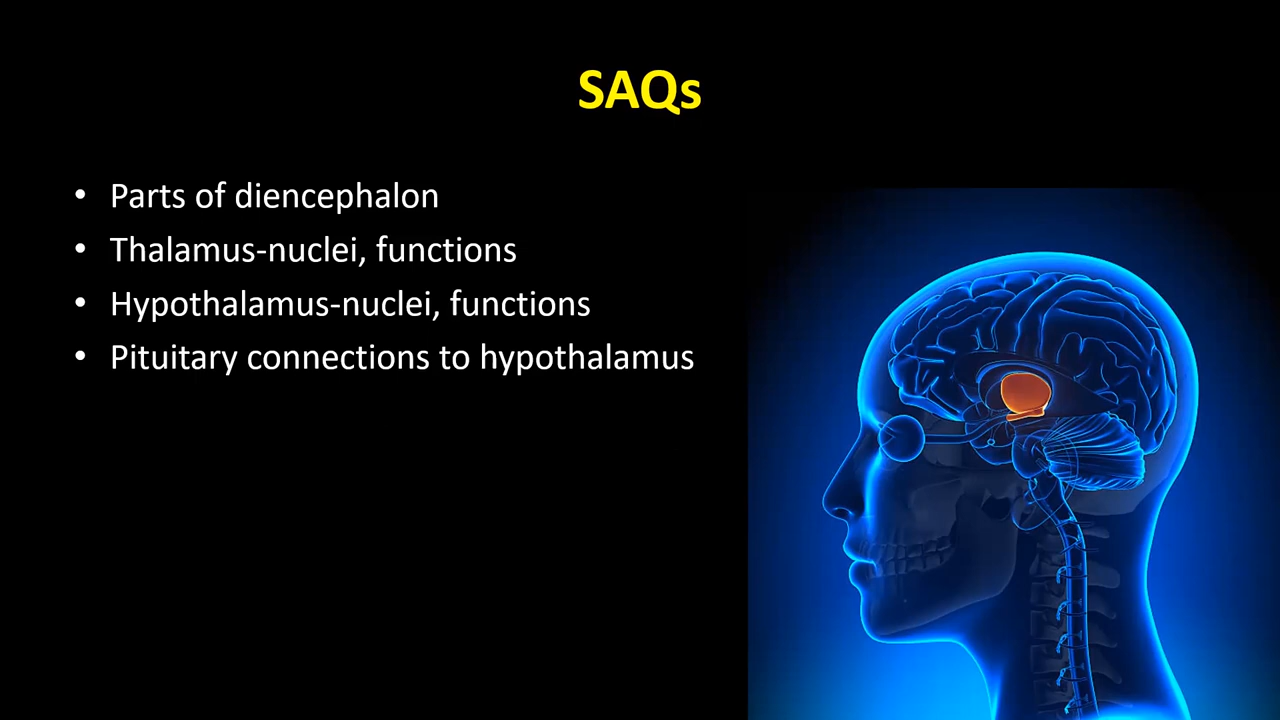 SAQs
• Parts of diencephalon
• Thalamus-nuclei, functions
• Hypothalamus-nuclei, functions
• Pituitary connections to hypothalamus